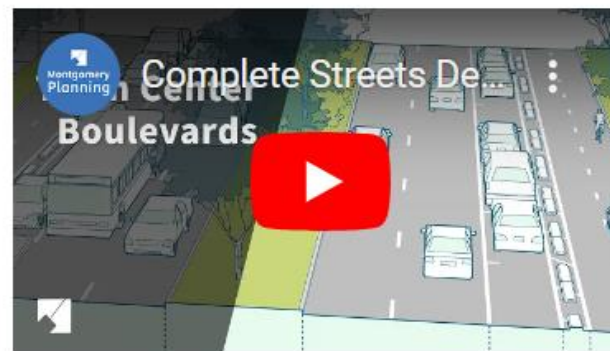 Montgomery
Planning
Complete Streets De...
Center
Boulevards